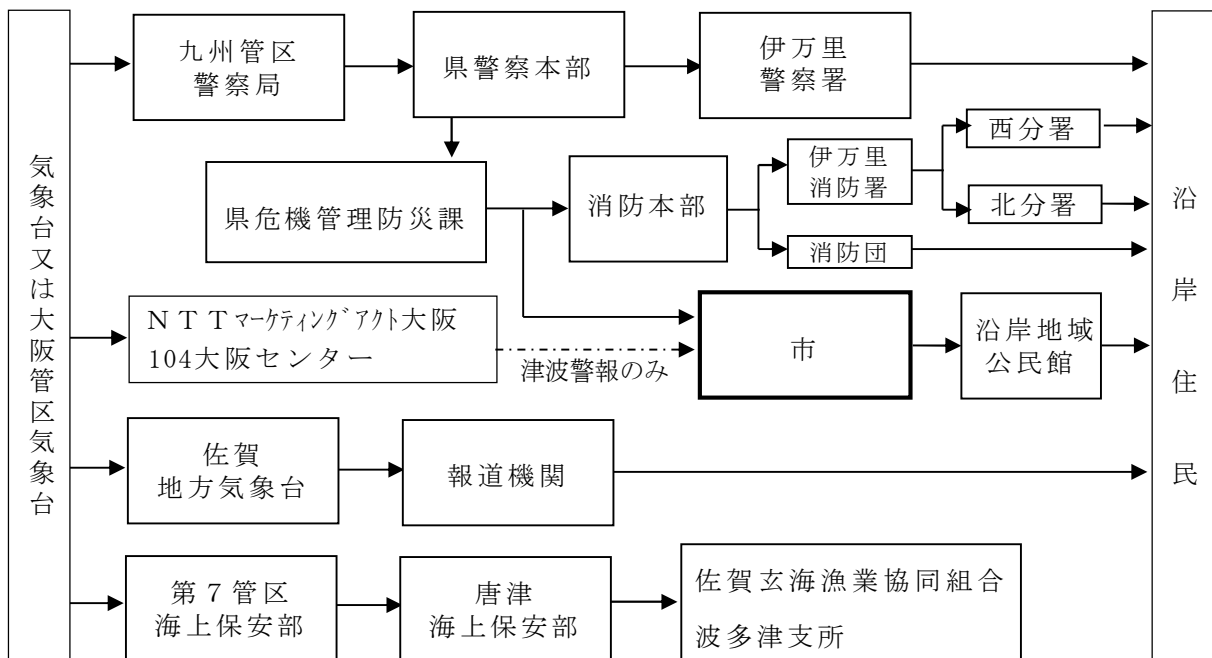 気象台又は大阪管区気象台
九州管区
警察局
県警察本部
伊万里
警察署
県危機管理防災課
消防本部
伊万里
消防署
西分署
北分署
消防団
ＮＴＴﾏｰｹﾃｨﾝｸﾞｱｸﾄ大阪
104大阪センター
津波警報のみ
市
沿岸地域
公民館
佐賀
地方気象台
報道機関
第７管区
海上保安部
唐津
海上保安部
佐賀玄海漁業協同組合
波多津支所
沿岸住民